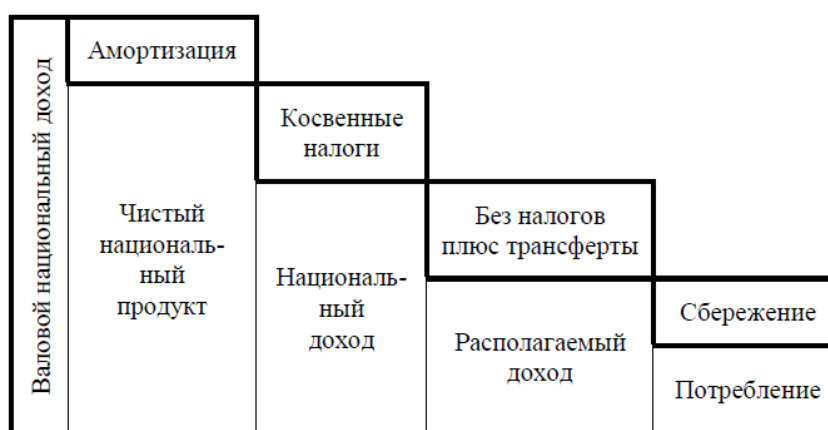 Валовой национальный доход
Амортизация
Чистый
националь-
ный
продукт
Косвенные
налоги
Националь-
ный
доход
Без налогов
плюс трансферты
Располагаемый
доход
Сбережение
Потребление